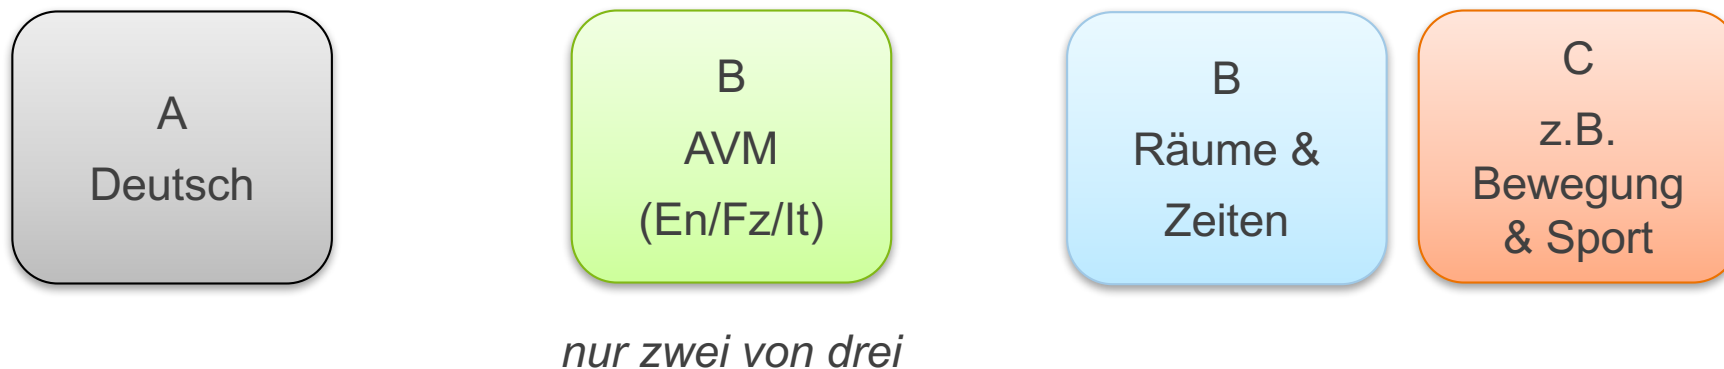 A
Deutsch
B
AVM
(En/Fz/It)
B
Räume &
Zeiten
C
z.B.
Bewegung
& Sport
nur zwei von drei